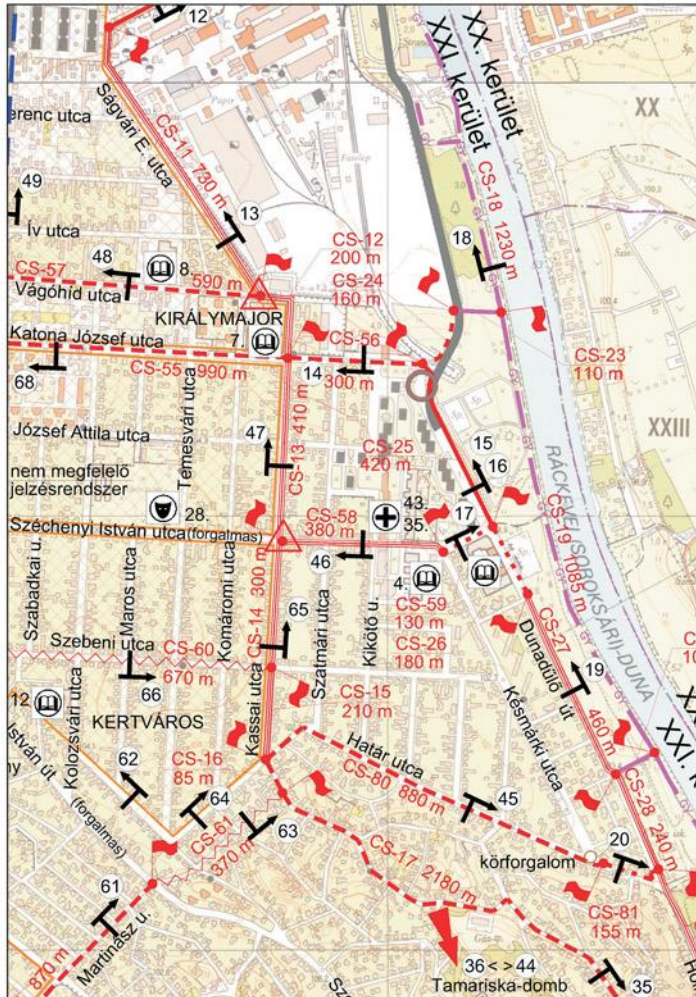 12
XX. kerület
XXI. kerület
XX
Ságvári E. utca
CS-11 730 m
erenc utca
49
13
Ív utca
CS-12
200 m
CS-24
160 m
CS-18 1230 m
18
CS-57
48
8.
590 m
Vágóhíd utca
KIRÁLYMAJOR
7.
CS-56
Katona József utca
68
CS-55 990 m
14
300 m
CS-23
110 m
XXIII
Temesvári utca
CS-13 410 m
József Attila utca
47
CS-25
420 m
15
16
nem megfelelő
jelzésrendszer
28.
CS-58
380 m
43.
35.
17
Széchenyi István utca (forgalmas)
46
4.
CS-59
130 m
CS-26
180 m
RÁCKEVEI (SOROKSÁRI)-DUNA
CS-19 1085 m
Szabadkai u.
Maros utca
Komáromi utca
CS-14 300 m
65
Szatmári utca
Kikötő u.
Szebeni utca
CS-60
670 m
66
CS-27
460 m
Dunadűlő út
19
12
KERTVÁROS
Kolozsvári utca
Kassai utca
CS-15
210 m
Késmárki utca
XXI.
István út
(forgalmas)
62
CS-16
85 m
64
Határ utca
CS-80 880 m
45
CS-28 240 m
CS-61
370 m
63
20
körforgalom
CS-17 2180 m
61
CS-81
155 m
870 m
Martinász u.
36 < > 44
Tamariska-domb
35